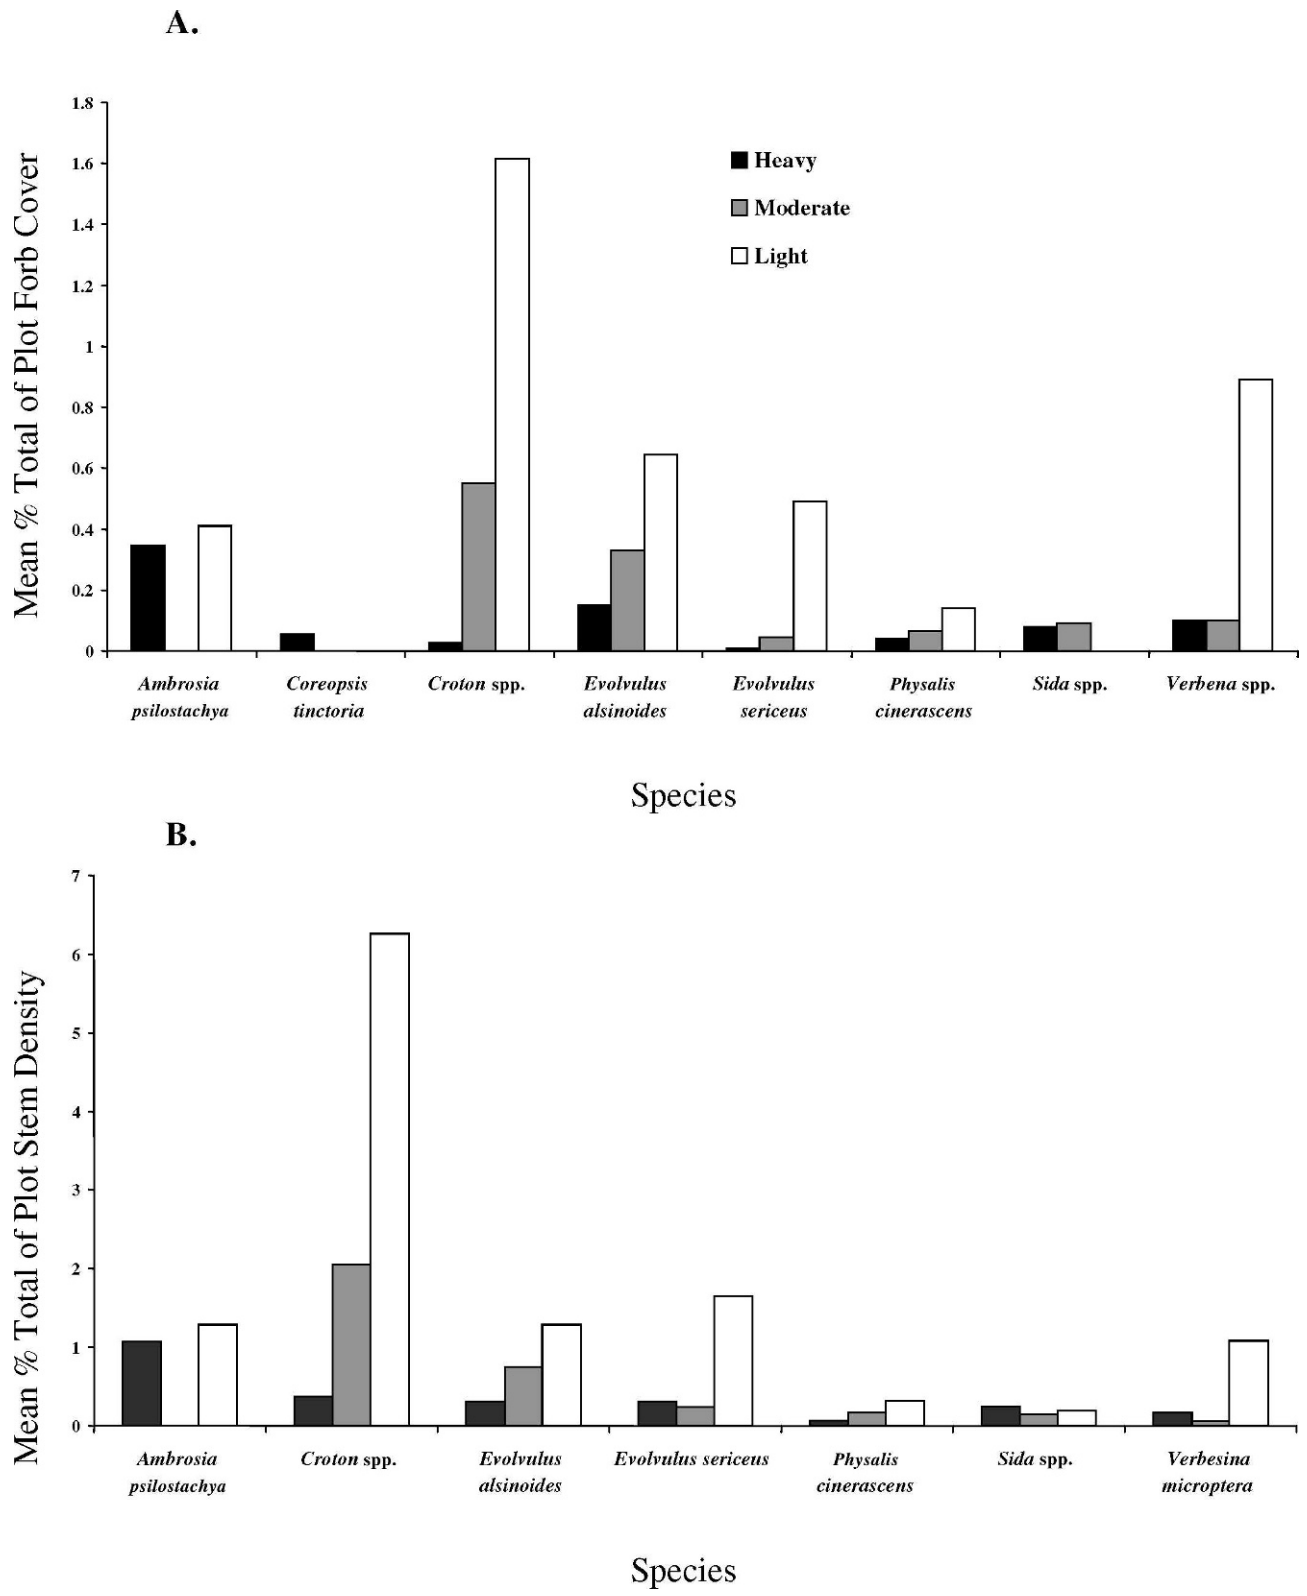 A.
Mean % Total of Plot Forb Cover
1.8
1.6
1.4
1.2
1
0.8
0.6
0.4
0.2
0
Heavy
Moderate
Light
Ambrosia psilostachya
Coreopsis tinctoria
Croton spp.
Evolvulus alsinoides
Evolvulus sericeus
Physalis cinerascens
Sida spp.
Verbena spp.
Species
B.
Mean % Total of Plot Stem Density
7
6
5
4
3
2
1
0
Ambrosia psilostachya
Croton spp.
Evolvulus alsinoides
Evolvulus sericeus
Physalis cinerascens
Sida spp.
Verbesina microptera
Species